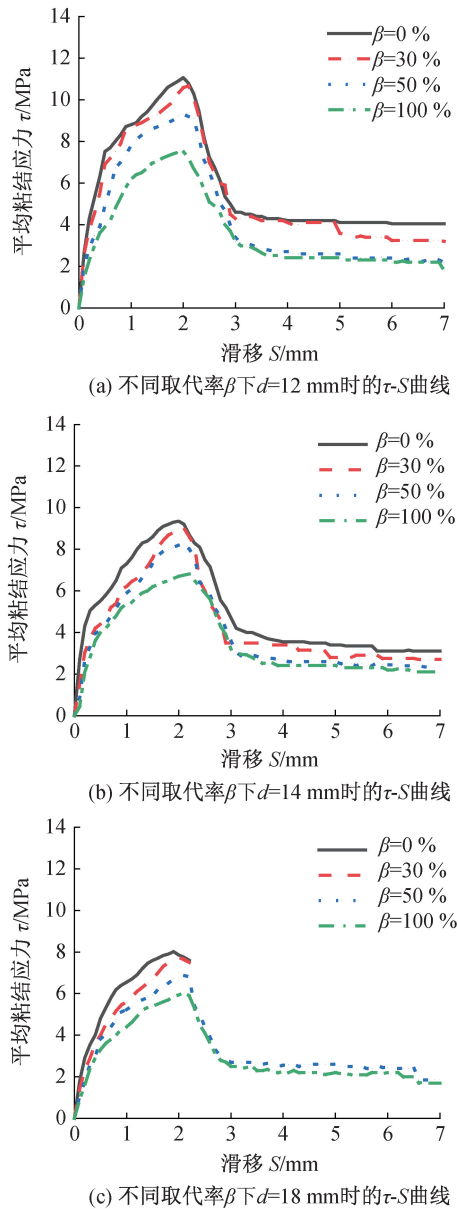 14
12
10
8
6
4
2
0
平均粘结应力 τ/MPa
β=0 %
β=30 %
β=50 %
β=100 %
0 1 2 3 4 5 6 7
滑移 S/mm
(a) 不同取代率β下d=12 mm时的τ-S曲线
14
12
10
8
6
4
2
0
平均粘结应力 τ/MPa
β=0 %
β=30 %
β=50 %
β=100 %
0 1 2 3 4 5 6 7
滑移 S/mm
(b) 不同取代率β下d=14 mm时的τ-S曲线
14
12
10
8
6
4
2
0
平均粘结应力 τ/MPa
β=0 %
β=30 %
β=50 %
β=100 %
0 1 2 3 4 5 6 7
滑移 S/mm
(c) 不同取代率β下d=18 mm时的τ-S曲线